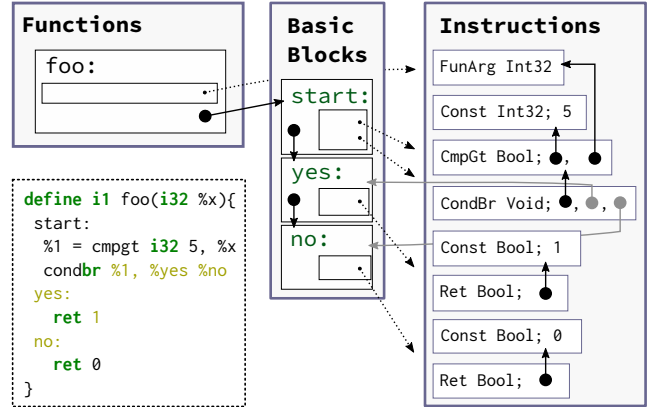 Functions
foo:
define i1 foo(i32 %x){
start:
%1 = cmpgt i32 5, %x
condbr %1, %yes %no
yes:
ret 1
no:
ret 0
}
Basic
Blocks
start:
yes:
no:
Instructions
FunArg Int32
Const Int32; 5
CmpGt Bool; ,
CondBr Void; , ,
Const Bool; 1
Ret Bool;
Const Bool; 0
Ret Bool;